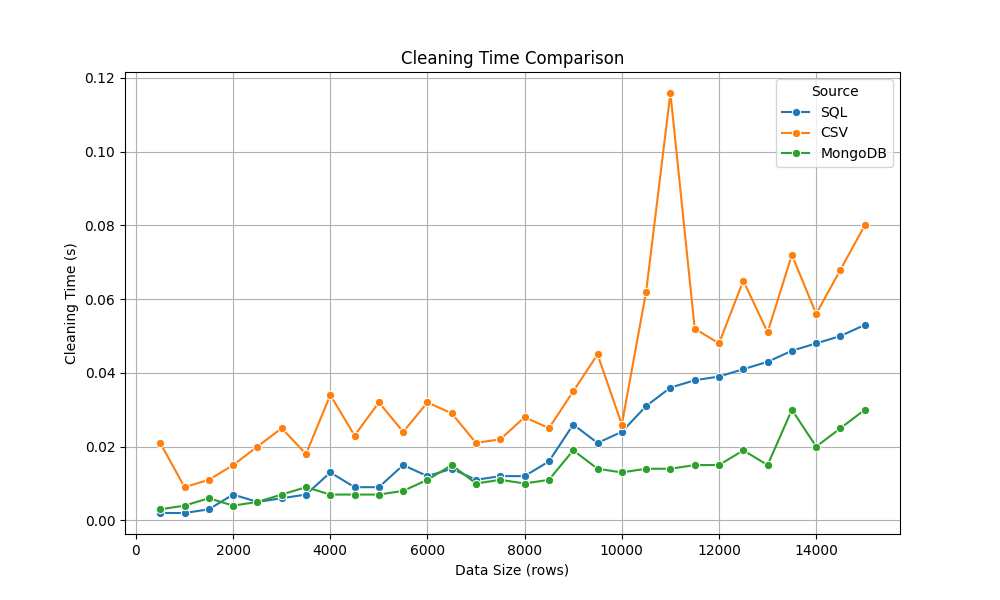 Cleaning Time Comparison
Source
SQL
CSV
MongoDB
0.12
0.10
0.08
0.06
0.04
0.02
0.00
Cleaning Time (s)
0
2000
4000
6000
8000
10000
12000
14000
Data Size (rows)